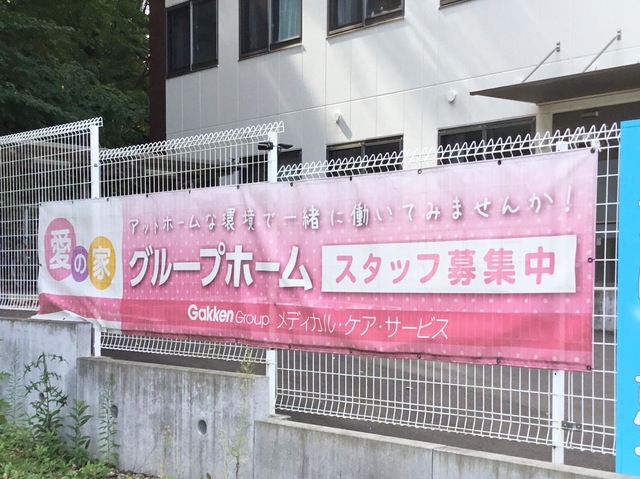 アットホームな環境で一緒に働いてみませんか!
愛の家
グループホーム
スタッフ募集中
Gakken Group メディカル・ケア・サービス